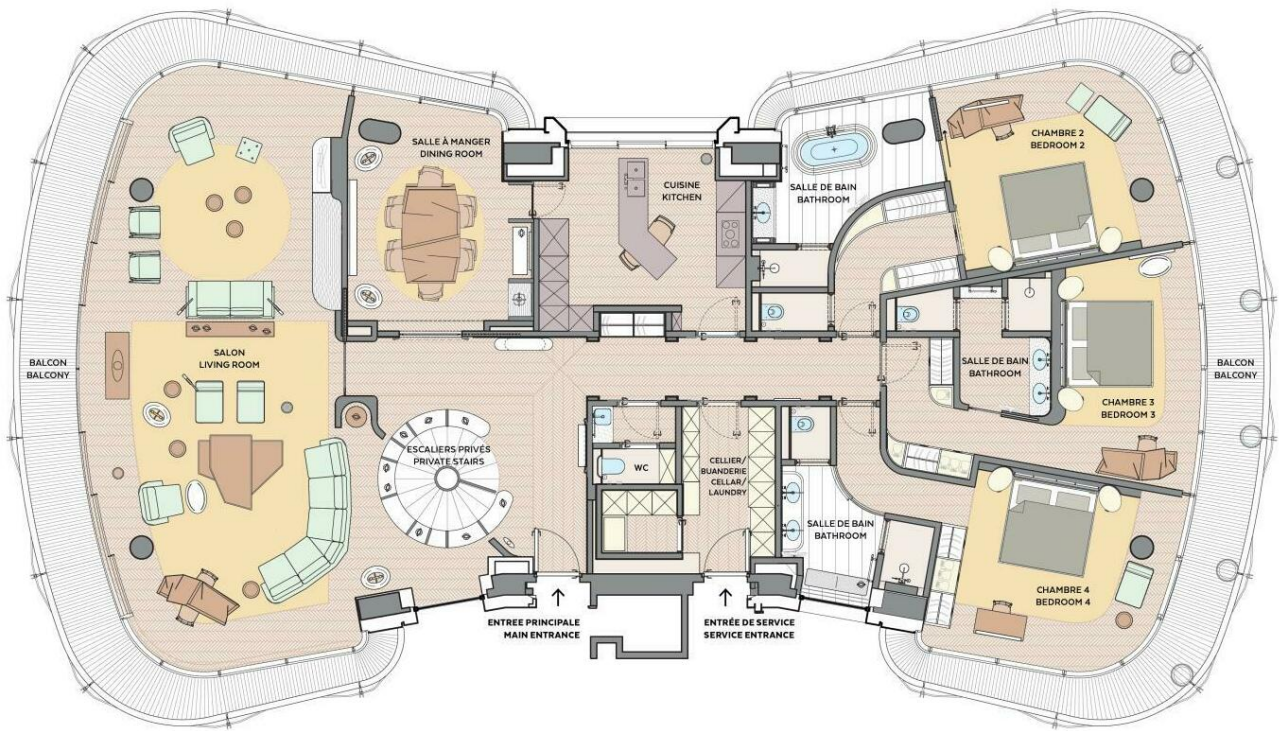 SALLE À MANGER
DINING ROOM
CUISINE
KITCHEN
SALLE DE BAIN
BATHROOM
CHAMBRE 2
BEDROOM 2
BALCON
BALCONY
SALON
LIVING ROOM
SALLE DE BAIN
BATHROOM
BALCON
BALCONY
CHAMBRE 3
BEDROOM 3
ESCALIERS PRIVÉS
PRIVATE STAIRS
WC
CELLIER/
BUANDERIE
CELLAR/
LAUNDRY
SALLE DE BAIN
BATHROOM
CHAMBRE 4
BEDROOM 4
ENTREE PRINCIPALE
MAIN ENTRANCE
ENTRÉE DE SERVICE
SERVICE ENTRANCE